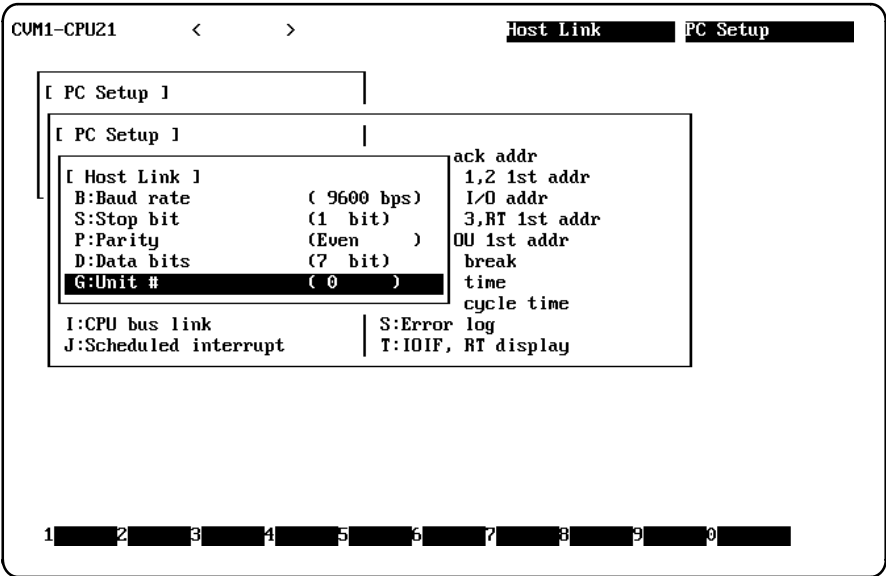 CVM1-CPU21 < > Host Link PC Setup
[ PC Setup ]
[ PC Setup ]
ack addr
[ Host Link ] 1,2 1st addr
B:Baud rate ( 9600 bps) I/O addr
S:Stop bit (1 bit) 3,RT 1st addr
P:Parity (Even ) OU 1st addr
D:Data bits (7 bit) break
G:Unit # ( 0 ) time
cycle time
I:CPU bus link S:Error log
J:Scheduled interrupt T:IOIF, RT display
1 2 3 4 5 6 7 8 9 0